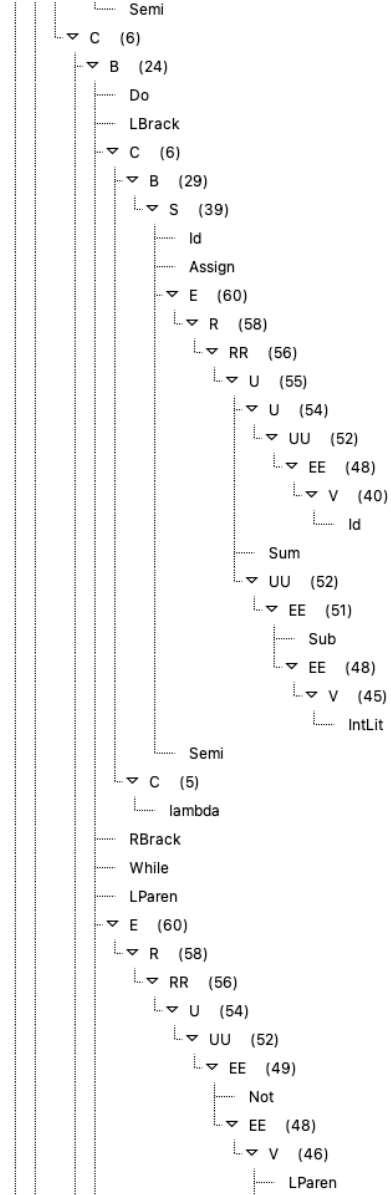 Semi
C (6)
B (24)
Do
LBrack
C (6)
B (29)
S (39)
Id
Assign
E (60)
R (58)
RR (56)
U (55)
U (54)
UU (52)
EE (48)
V (40)
Id
Sum
UU (52)
EE (51)
Sub
EE (48)
V (45)
IntLit
Semi
C (5)
lambda
RBrack
While
LParen
E (60)
R (58)
RR (56)
U (54)
UU (52)
EE (49)
Not
EE (48)
V (46)
LParen